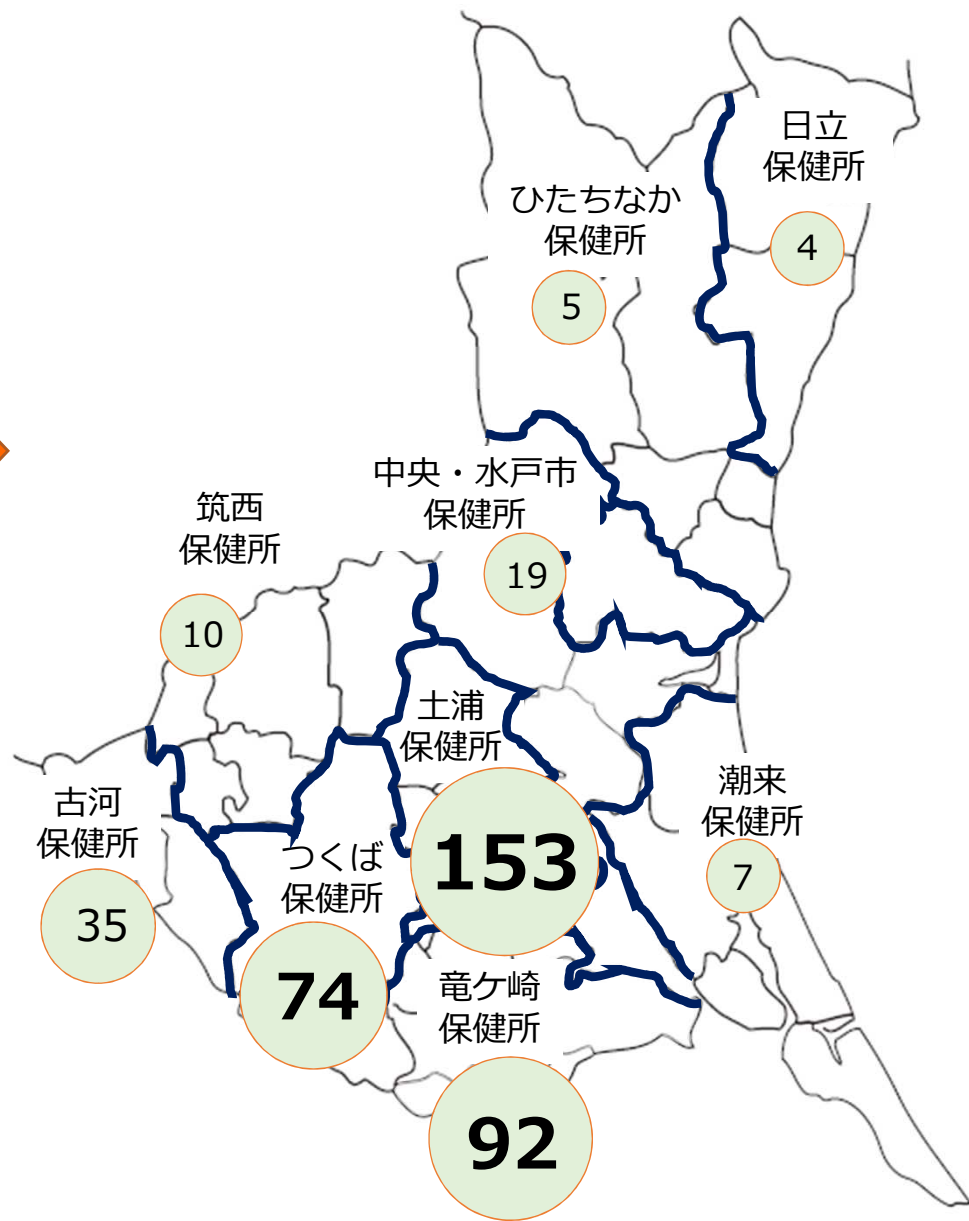 日立
保健所
4
ひたちなか
保健所
5
中央・水戸市
保健所
19
筑西
保健所
10
土浦
保健所
153
潮来
保健所
7
古河
保健所
35
つくば
保健所
74
竜ケ崎
保健所
92